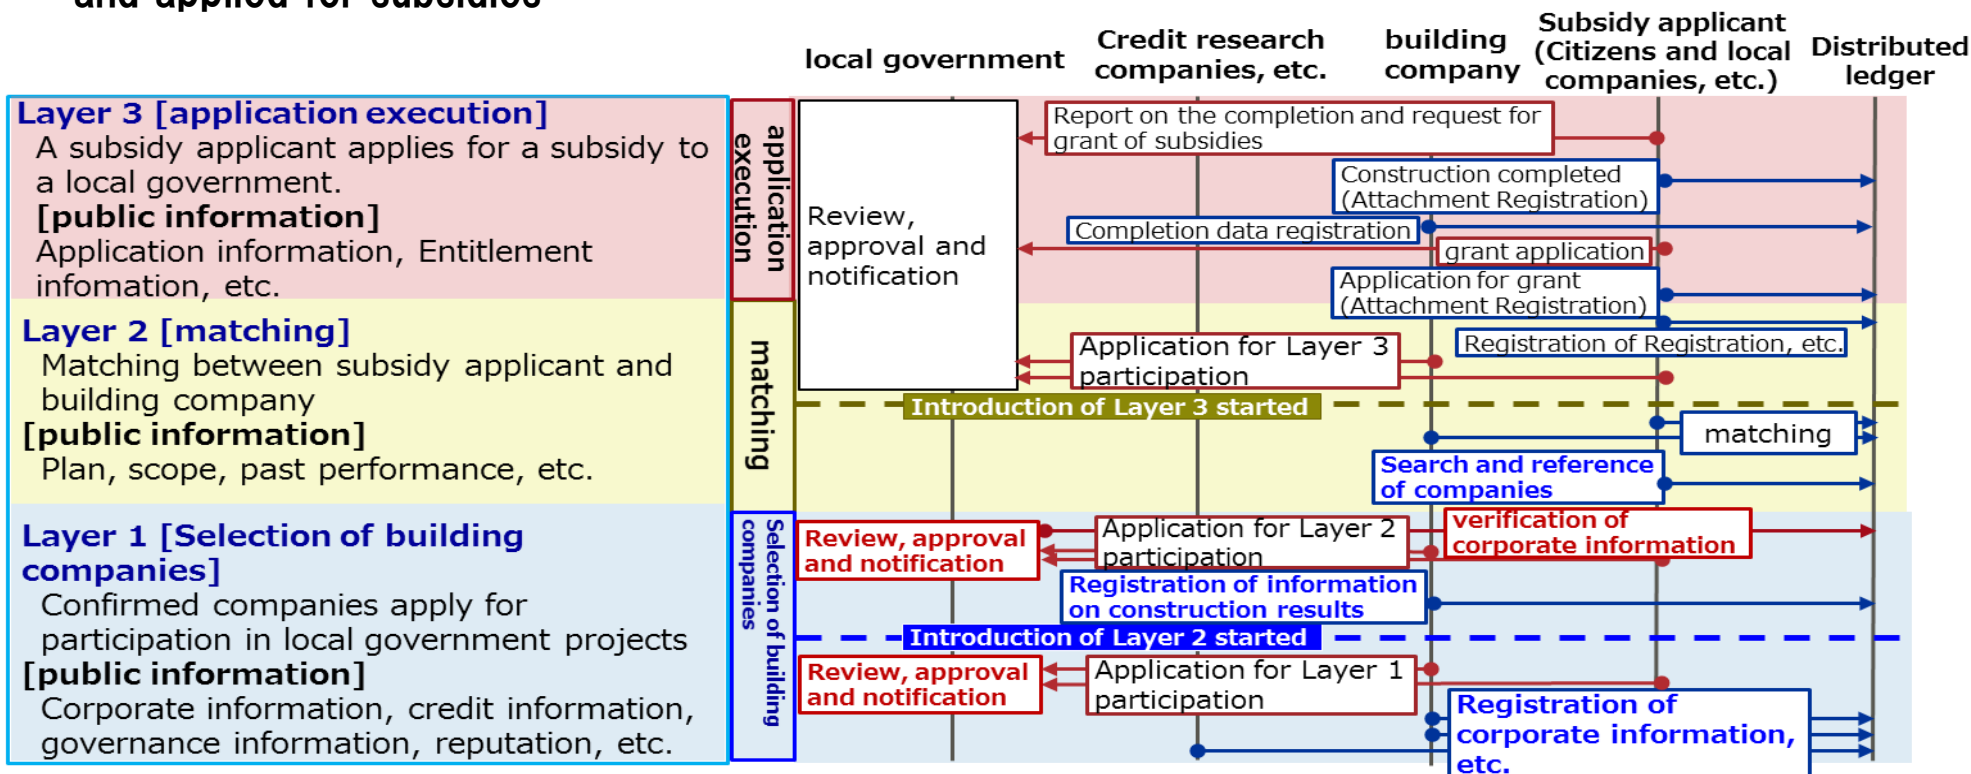 and applied for subsidies
local government
Credit research
companies, etc.
building
company
Subsidy applicant
(Citizens and local
companies, etc.)
Distributed
ledger
Layer 3 [application execution]
A subsidy applicant applies for a subsidy to
a local government.
[public information]
Application information, Entitlement
infomation, etc.
Layer 2 [matching]
Matching between subsidy applicant and
building company
[public information]
Plan, scope, past performance, etc.
Layer 1 [Selection of building
companies]
Confirmed companies apply for
participation in local government projects
[public information]
Corporate information, credit information,
governance information, reputation, etc.
application
execution
matching
Selection of building
companies
Review,
approval and
notification
Report on the completion and request for
grant of subsidies
Construction completed
(Attachment Registration)
Completion data registration
grant application
Application for grant
(Attachment Registration)
Registration of Registration, etc.
Application for Layer 3
participation
Introduction of Layer 3 started
matching
Search and reference
of companies
Review, approval
and notification
Application for Layer 2
participation
verification of
corporate information
Registration of information
on construction results
Introduction of Layer 2 started
Review, approval
and notification
Application for Layer 1
participation
Registration of
corporate information,
etc.